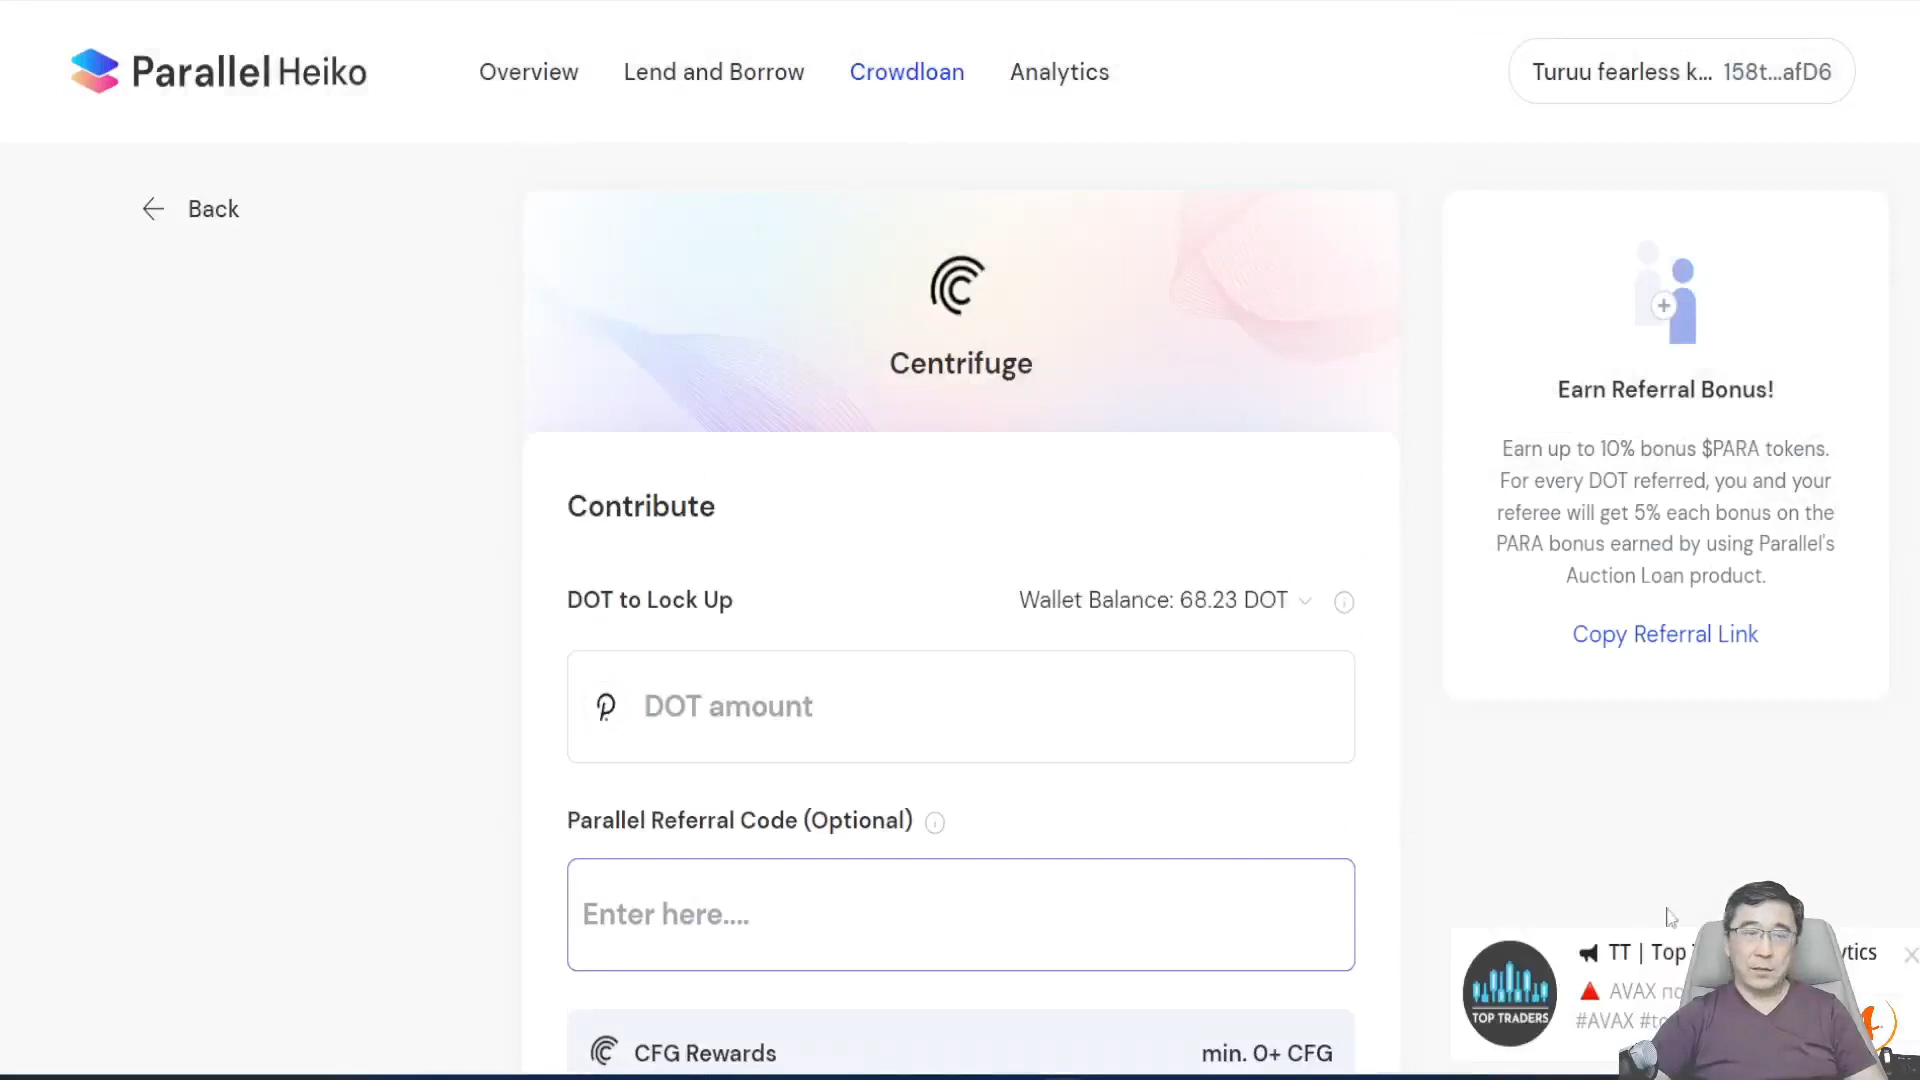 Parallel Heiko
Overview
Lend and Borrow
Crowdloan
Analytics
Turuu fearless k... 158t...afD6
Back
Centrifuge
Contribute
DOT to Lock Up
Wallet Balance: 68.23 DOT
DOT amount
Parallel Referral Code (Optional)
Enter here....
CFG Rewards
min. 0+ CFG
Earn Referral Bonus!
Earn up to 10% bonus $PARA tokens.
For every DOT referred, you and your
referee will get 5% each bonus on the
PARA bonus earned by using Parallel's
Auction Loan product.
Copy Referral Link
TOP TRADERS
TT | Top
AVAX
#AVAX